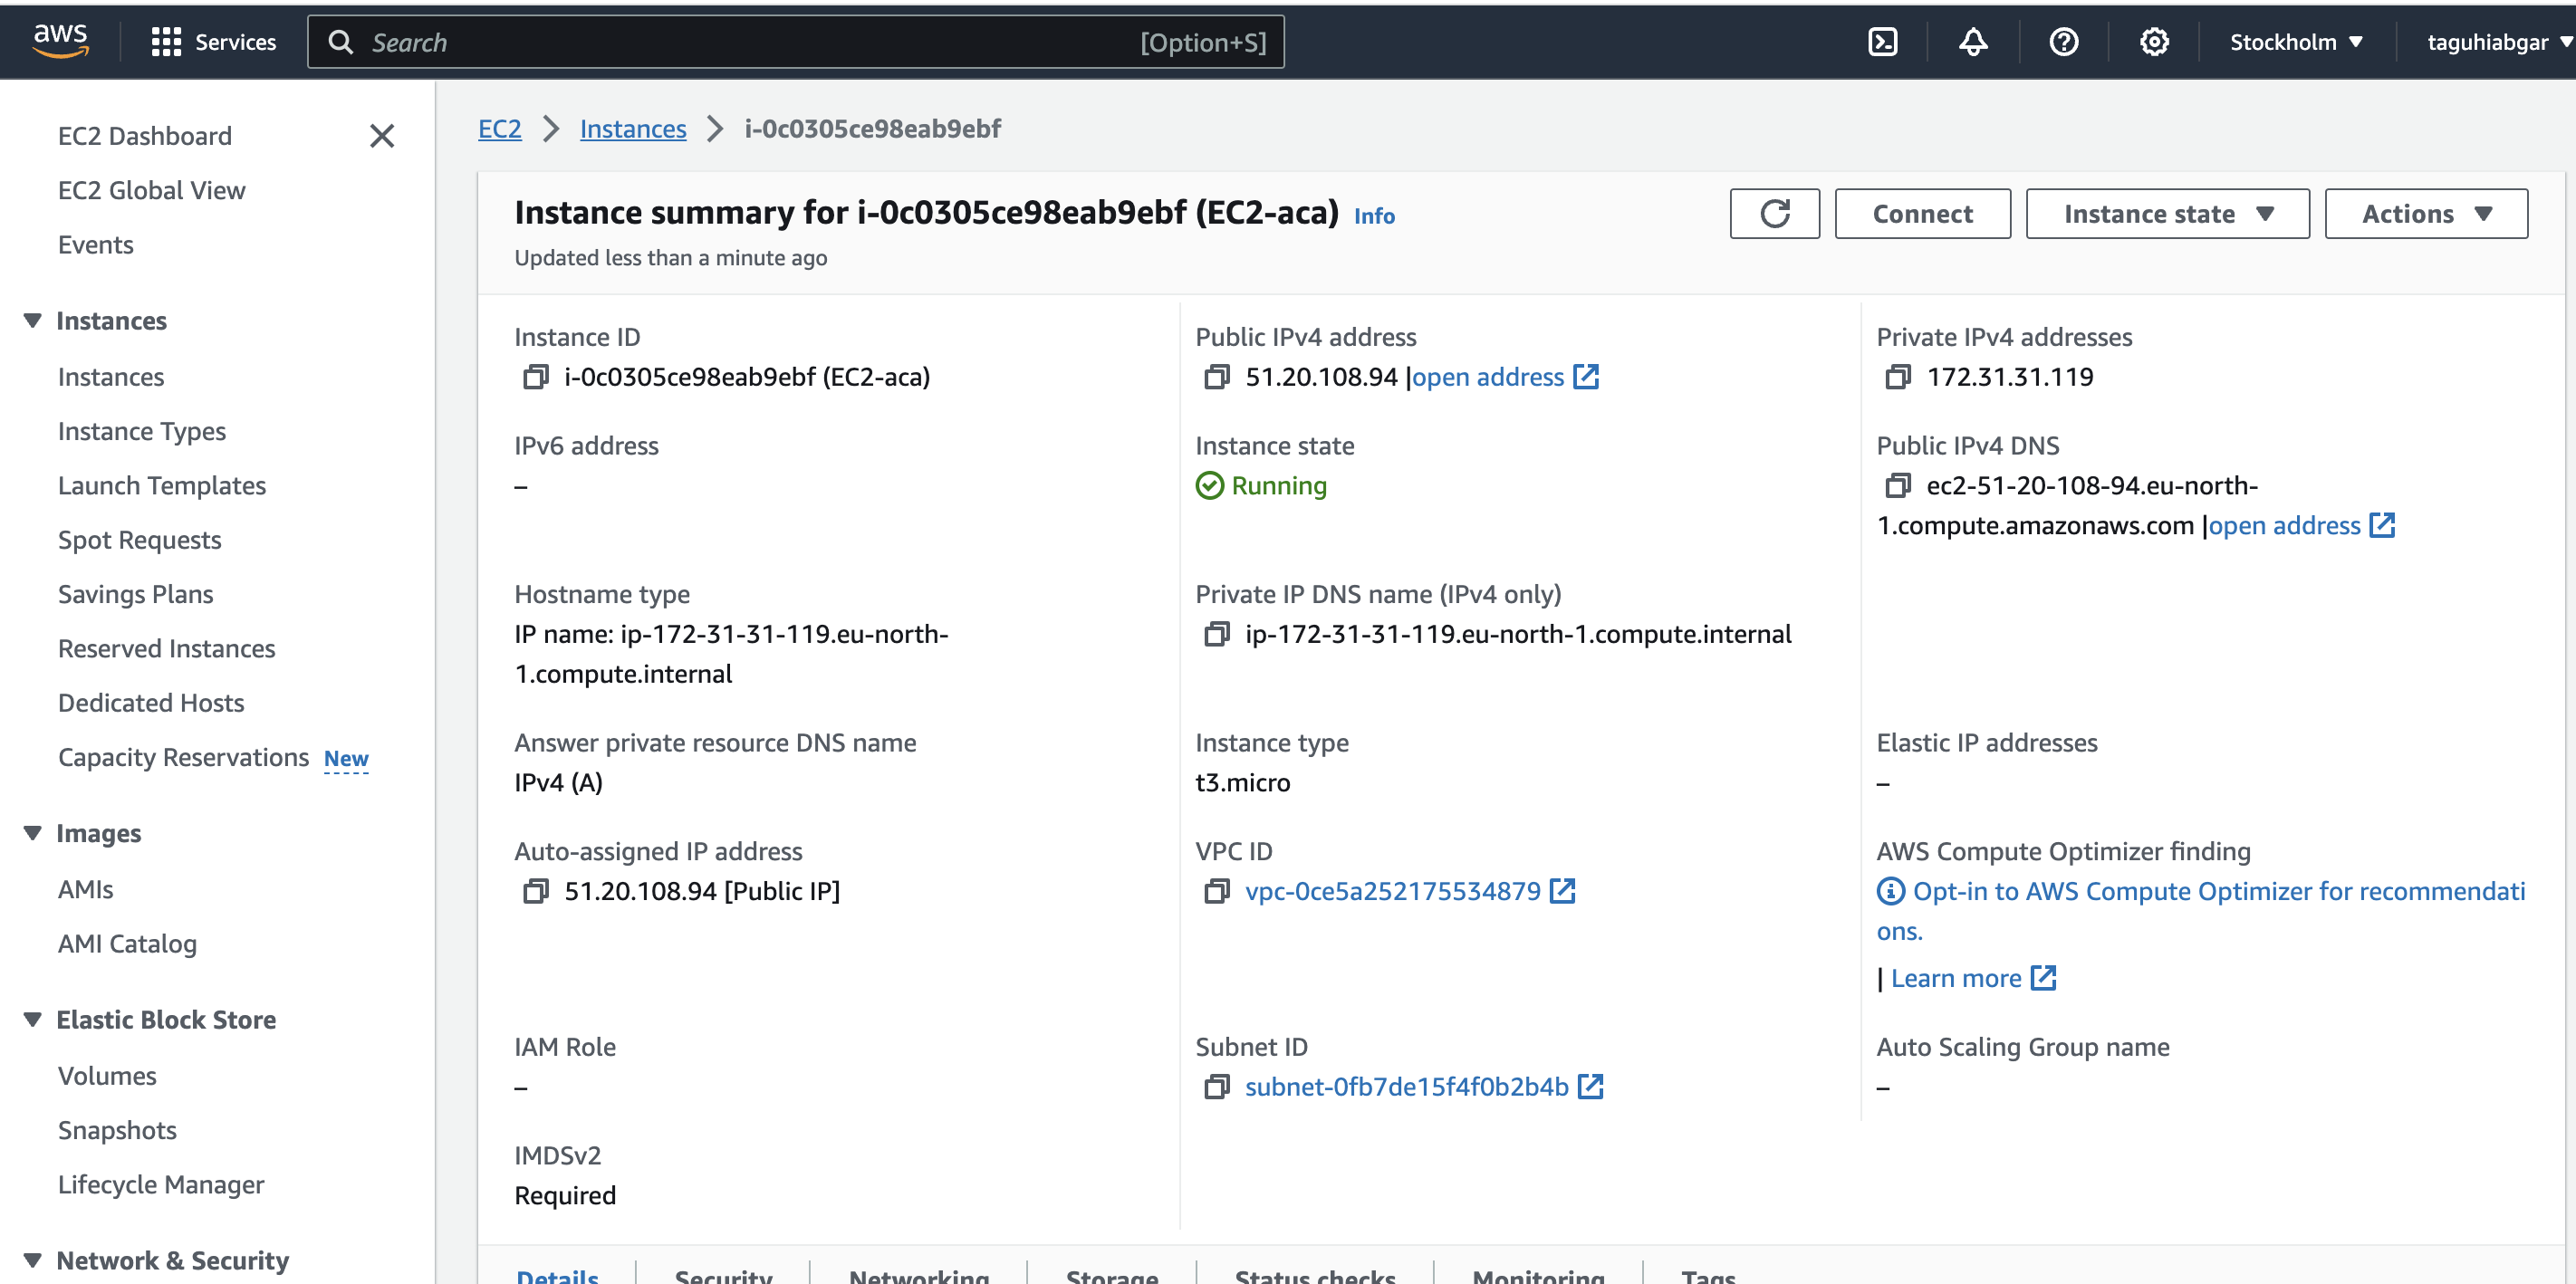 aws Services Search [Option+S] Stockholm taguhiabgar
EC2 Dashboard
EC2 Global View
Events
Instances
Instances
Instance Types
Launch Templates
Spot Requests
Savings Plans
Reserved Instances
Dedicated Hosts
Capacity Reservations New
Images
AMIs
AMI Catalog
Elastic Block Store
Volumes
Snapshots
Lifecycle Manager
Network & Security
EC2 Instances i-0c0305ce98eab9ebf
Instance summary for i-0c0305ce98eab9ebf (EC2-aca) Info
Updated less than a minute ago
Connect Instance state Actions
Instance ID
i-0c0305ce98eab9ebf (EC2-aca)
Public IPv4 address
51.20.108.94 |open address
Private IPv4 addresses
172.31.31.119
IPv6 address
–
Instance state
Running
Public IPv4 DNS
ec2-51-20-108-94.eu-north-
1.compute.amazonaws.com |open address
Hostname type
IP name: ip-172-31-31-119.eu-north-
1.compute.internal
Private IP DNS name (IPv4 only)
ip-172-31-31-119.eu-north-1.compute.internal
Answer private resource DNS name
IPv4 (A)
Instance type
t3.micro
Elastic IP addresses
–
Auto-assigned IP address
51.20.108.94 [Public IP]
VPC ID
vpc-0ce5a252175534879
AWS Compute Optimizer finding
Opt-in to AWS Compute Optimizer for recommendati
ons.
| Learn more
IAM Role
–
Subnet ID
subnet-0fb7de15f4f0b2b4b
Auto Scaling Group name
–
IMDSv2
Required
Details Security Networking Storage Status checks Monitoring Tags